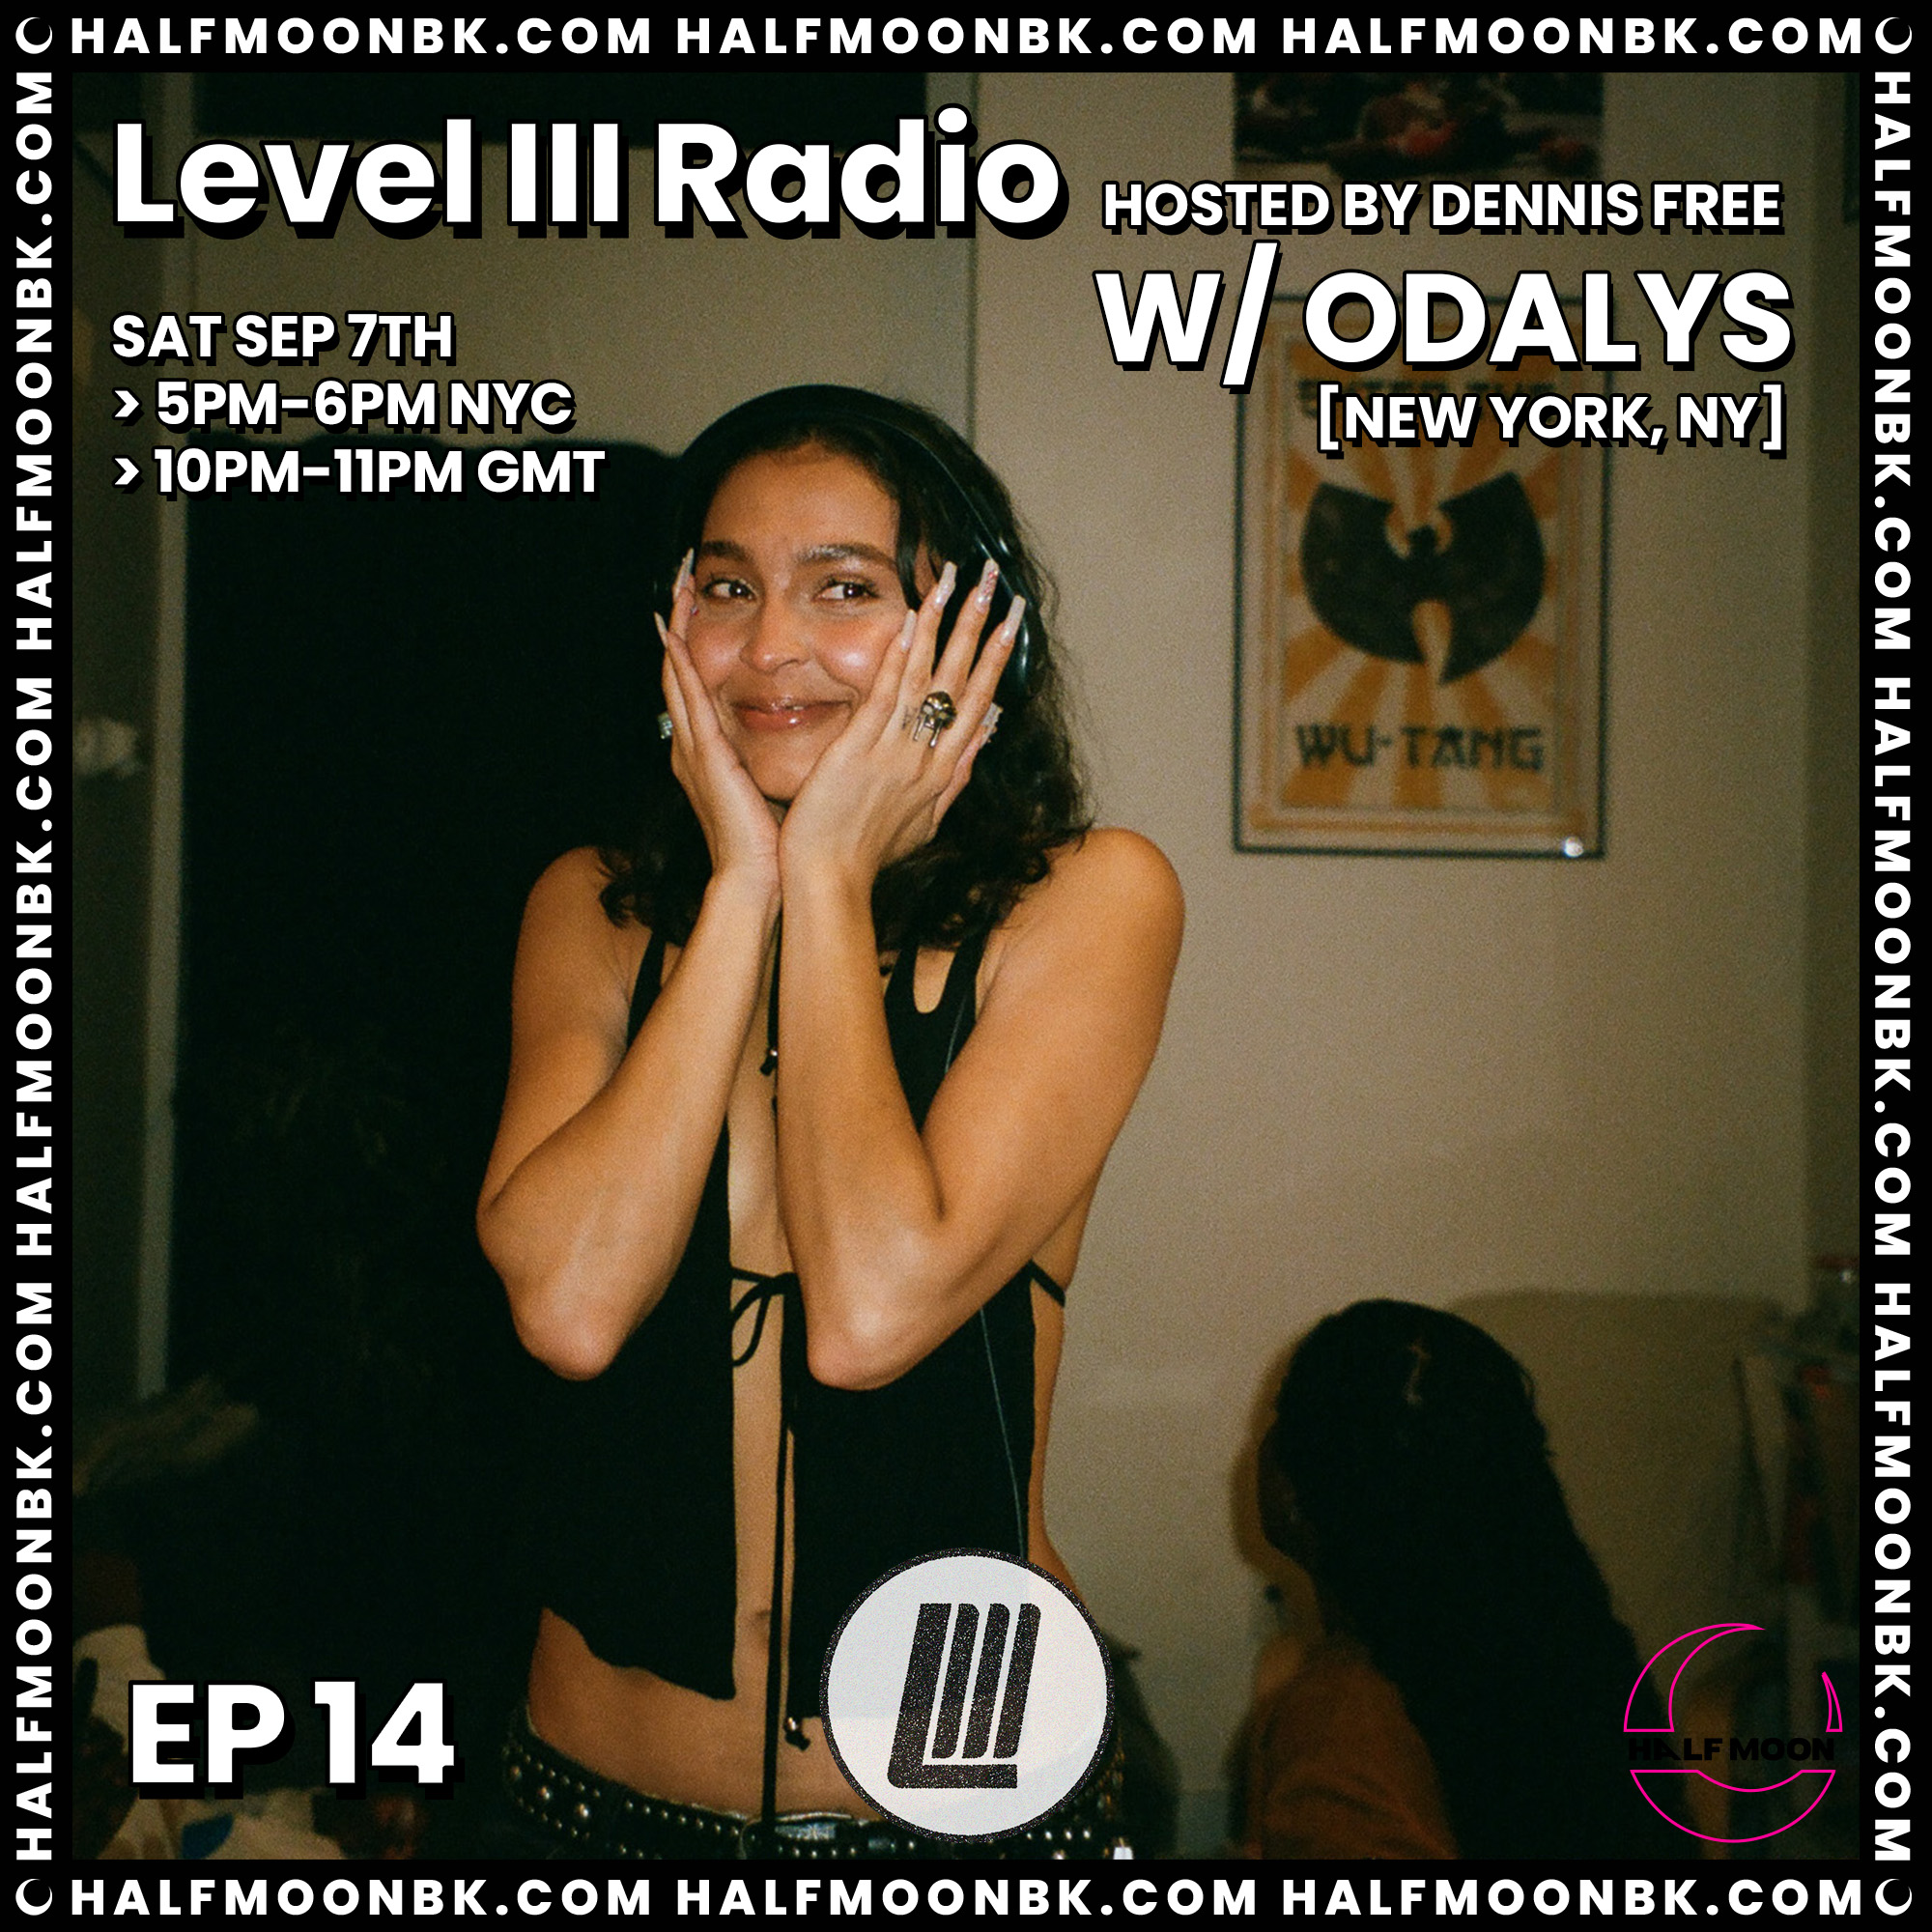 HALFMOONBK.COM HALFMOONBK.COM HALFMOONBK.COM
Level III Radio
HOSTED BY DENNIS FREE
W/ ODALYS
[NEW YORK, NY]
SAT SEP 7TH
> 5PM-6PM NYC
> 10PM-11PM GMT
WU-TANG
EP 14
HALF MOON
HALFMOONBK.COM HALFMOONBK.COM HALFMOONBK.COM
HALFMOONBK.COM HALFMOONBK.COM HALFMOONBK.COM
HALFMOONBK.COM HALFMOONBK.COM HALFMOONBK.COM